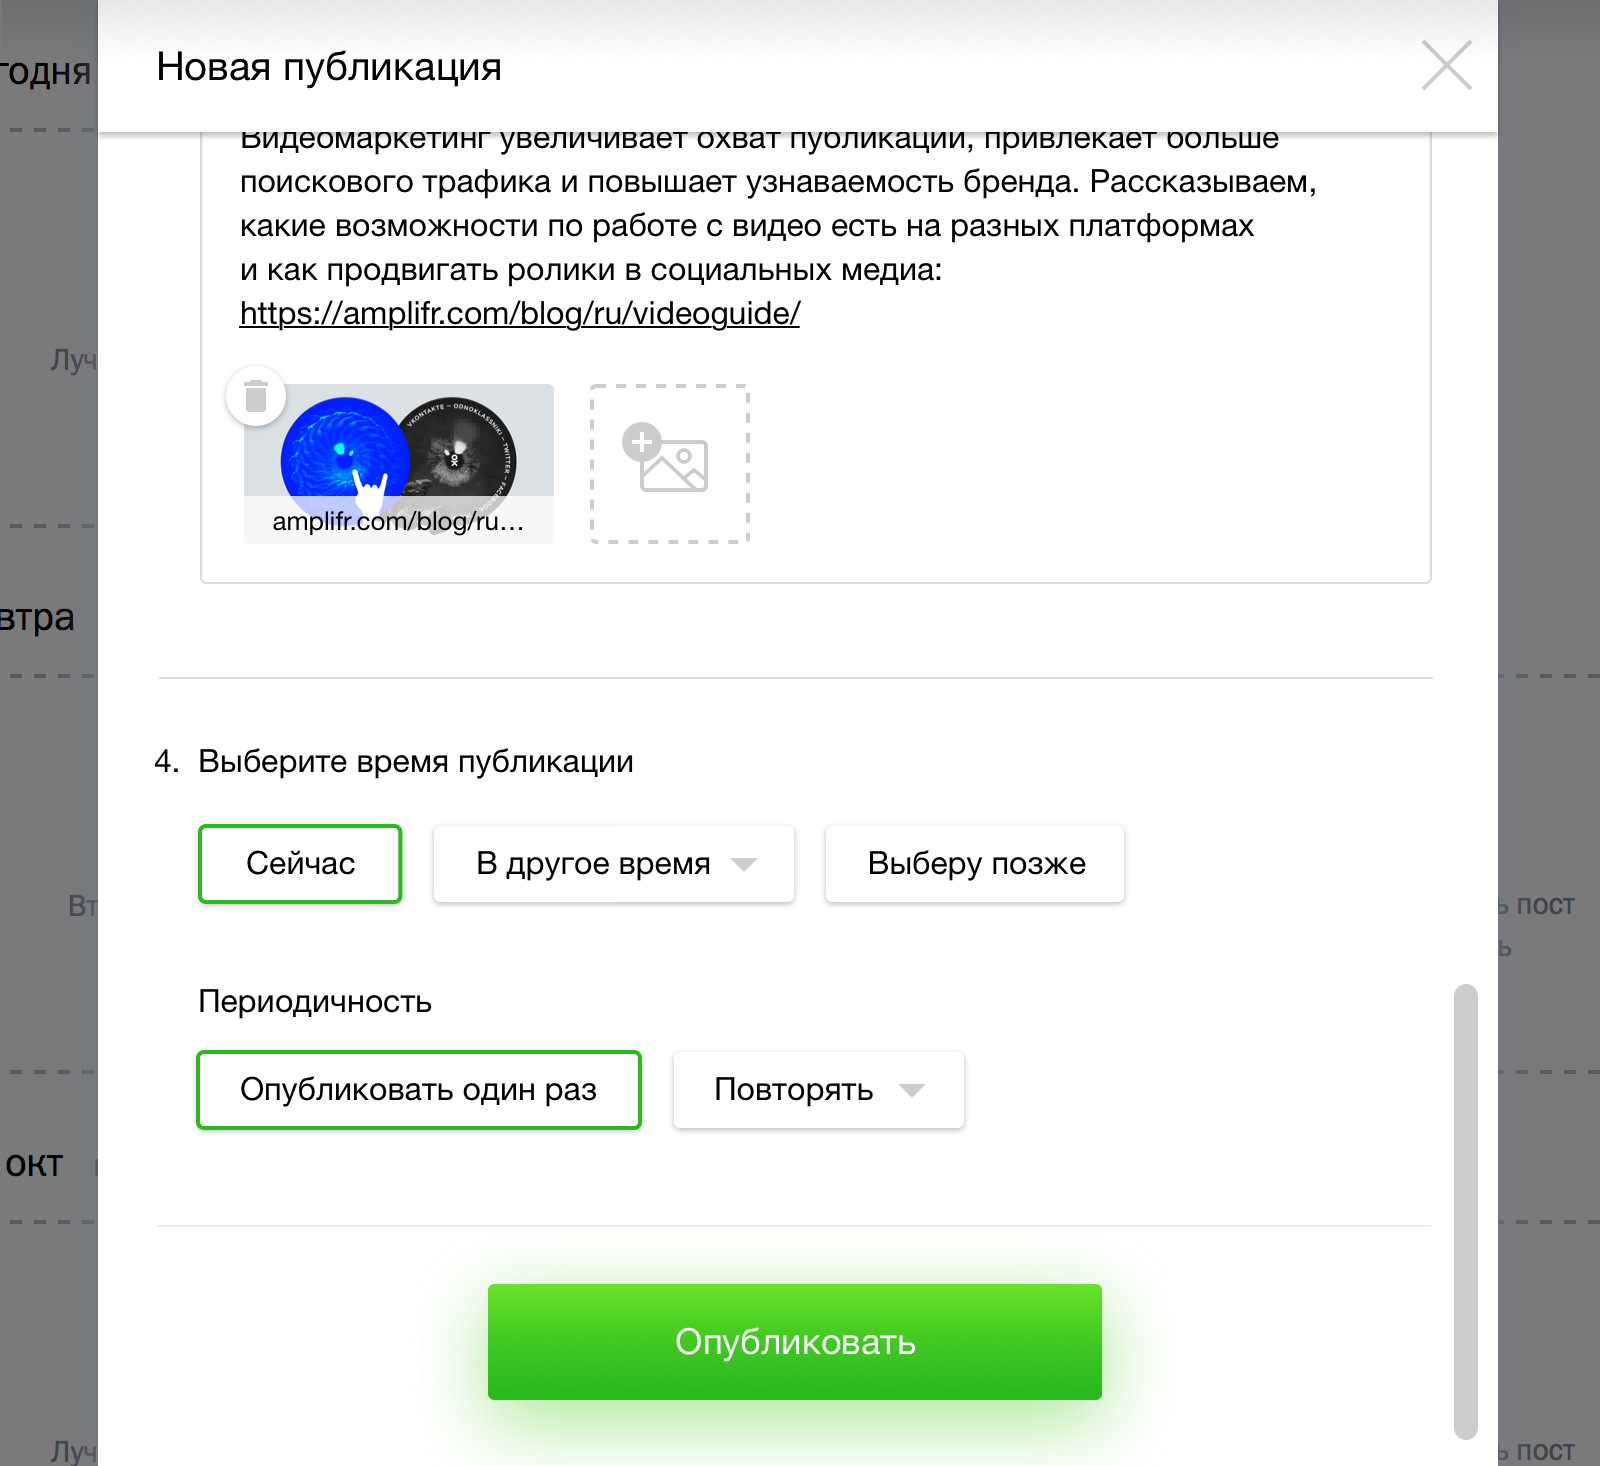 Новая публикация
Видеомаркетинг увеличивает охват публикации, привлекает больше
поискового трафика и повышает узнаваемость бренда. Рассказываем,
какие возможности по работе с видео есть на разных платформах
и как продвигать ролики в социальных медиа:
https://amplifr.com/blog/ru/videoguide/
VKONTAKTE – ODNOKLASSNIKI – TWITTER – FACEBOOK
amplifr.com/blog/ru...
4. Выберите время публикации
Сейчас
В другое время
Выберу позже
Периодичность
Опубликовать один раз
Повторять
Опубликовать
годня
Луч
втра
Вт
ь пост
ь
окт
Луч
ь пост